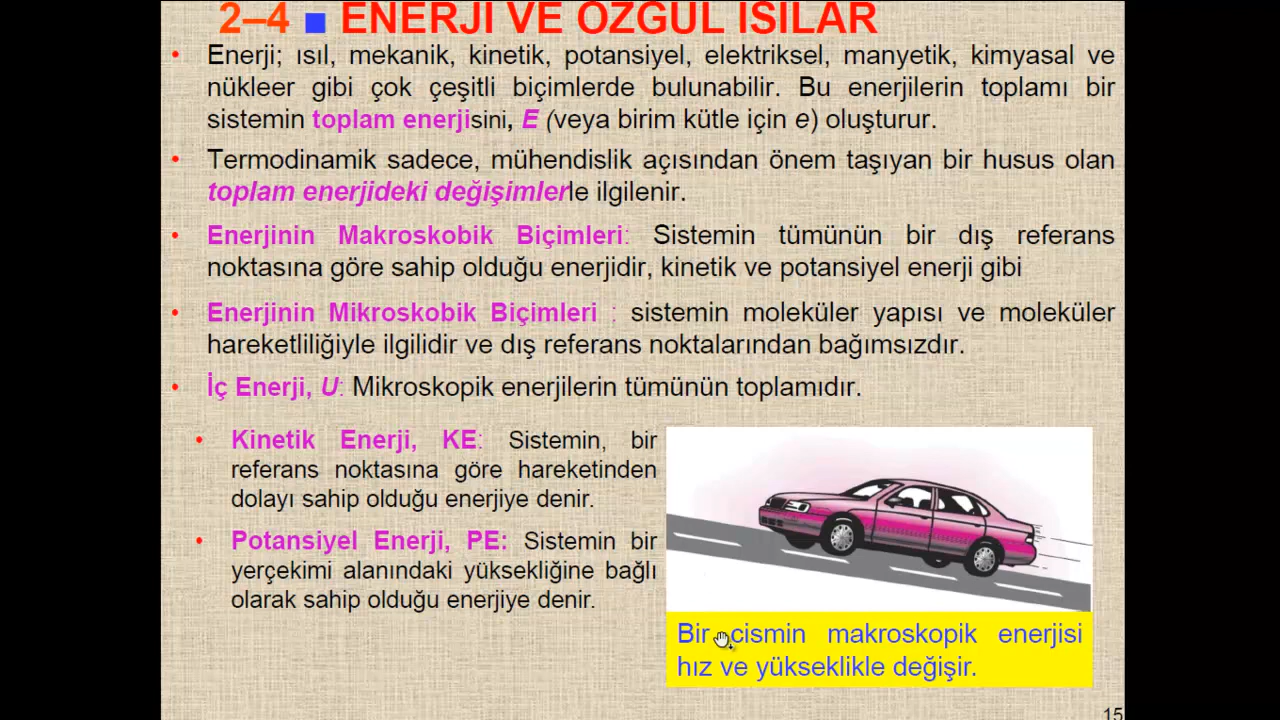 2–4 ■ ENERJİ VE ÖZGÜL ISILAR
• Enerji; ısıl, mekanik, kinetik, potansiyel, elektriksel, manyetik, kimyasal ve
nükleer gibi çok çeşitli biçimlerde bulunabilir. Bu enerjilerin toplamı bir
sistemin toplam enerjisini, E (veya birim kütle için e) oluşturur.
• Termodinamik sadece, mühendislik açısından önem taşıyan bir husus olan
toplam enerjideki değişimlerle ilgilenir.
• Enerjinin Makroskobik Biçimleri: Sistemin tümünün bir dış referans
noktasına göre sahip olduğu enerjidir, kinetik ve potansiyel enerji gibi
• Enerjinin Mikroskobik Biçimleri : sistemin moleküler yapısı ve moleküler
hareketliliğiyle ilgilidir ve dış referans noktalarından bağımsızdır.
• İç Enerji, U: Mikroskopik enerjilerin tümünün toplamıdır.
• Kinetik Enerji, KE: Sistemin, bir
referans noktasına göre hareketinden
dolayı sahip olduğu enerjiye denir.
• Potansiyel Enerji, PE: Sistemin bir
yerçekimi alanındaki yüksekliğine bağlı
olarak sahip olduğu enerjiye denir.
Bir cismin makroskopik enerjisi
hız ve yükseklikle değişir.
15